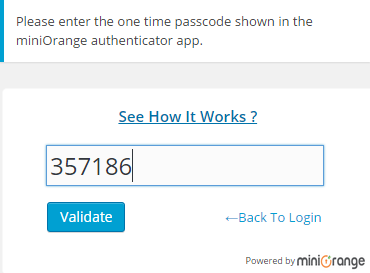 Please enter the one time passcode shown in the
miniOrange authenticator app.
See How It Works ?
357186
Validate
←Back To Login
Powered by miniOrange